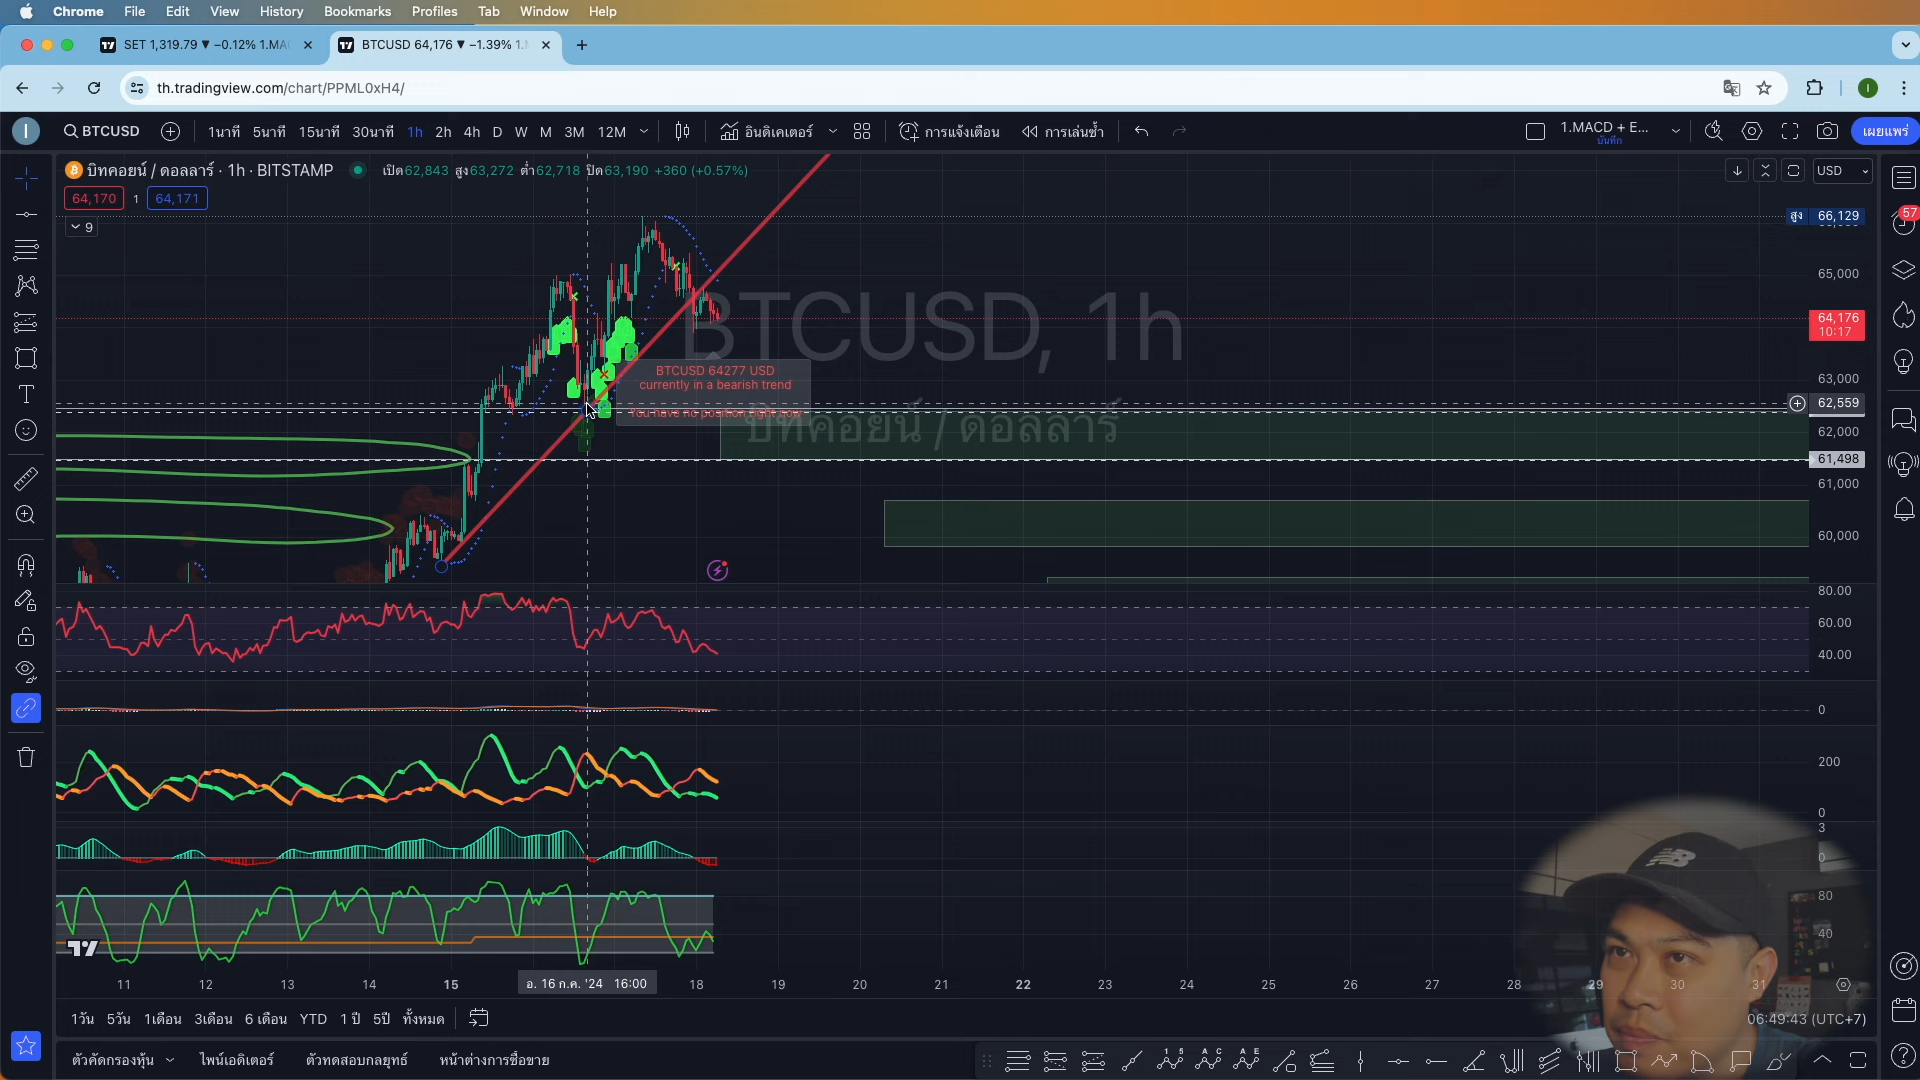 Chrome File Edit View History Bookmarks Profiles Tab Window Help
SET 1,319.79 ▼ −0.12% 1.MA
BTCUSD 64,176 ▼ −1.39% 1.
th.tradingview.com/chart/PPML0xH4/
I
BTCUSD 1นาที 5นาที 15นาที 30นาที 1h 2h 4h D W M 3M 12M อินดิเคเตอร์ การแจ้งเตือน การเล่นซ้ำ 1.MACD + E... เผยแพร่
บันทึก
บิทคอยน์ / ดอลลาร์ · 1h · BITSTAMP เปิด62,843 สูง63,272 ต่ำ62,718 ปิด63,190 +360 (+0.57%)
USD
64,170 1 64,171
9
57
สูง 66,129
65,000
64,176
10:17
63,000
62,559
62,000
61,498
61,000
60,000
BTCUSD, 1h
บิทคอยน์ / ดอลลาร์
BTCUSD 64277 USD
currently in a bearish trend
You have no position right now
80.00
60.00
40.00
0
200
0
3
0
80
40
11 12 13 14 15 อ. 16 ก.ค. '24 16:00 18 19 20 21 22 23 24 25 26 27 28 29 30 31
1วัน 5วัน 1เดือน 3เดือน 6 เดือน YTD 1 ปี 5ปี ทั้งหมด
06:49:43 (UTC+7)
ตัวคัดกรองหุ้น ไพน์เอดิเตอร์ ตัวทดสอบกลยุทธ์ หน้าต่างการซื้อขาย